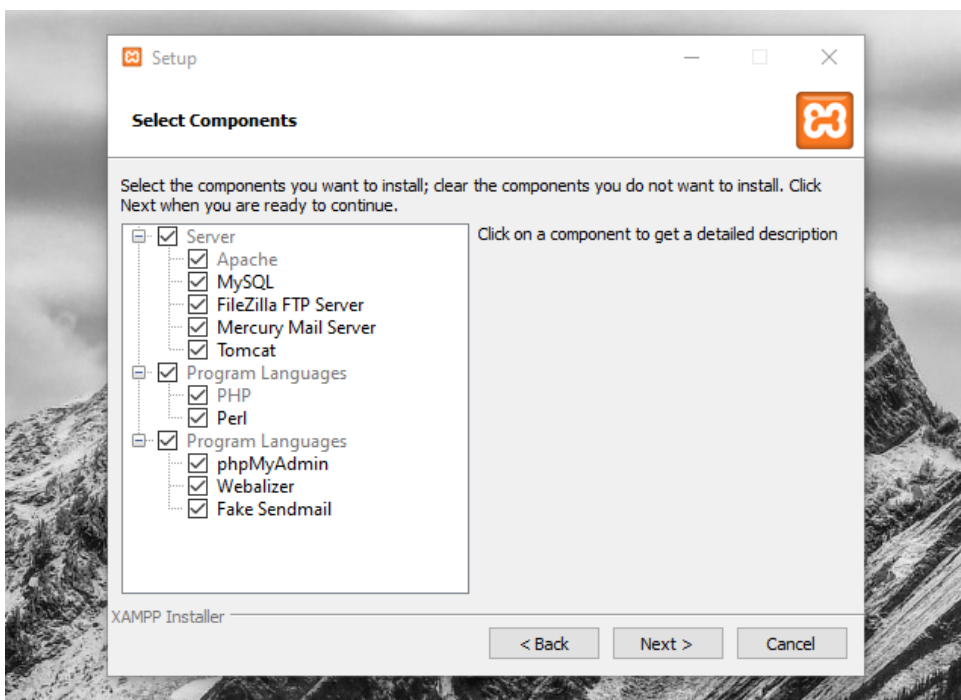 Setup
Select Components
Select the components you want to install; clear the components you do not want to install. Click
Next when you are ready to continue.
Server
Apache
MySQL
FileZilla FTP Server
Mercury Mail Server
Tomcat
Program Languages
PHP
Perl
Program Languages
phpMyAdmin
Webalizer
Fake Sendmail
Click on a component to get a detailed description
XAMPP Installer
< Back
Next >
Cancel